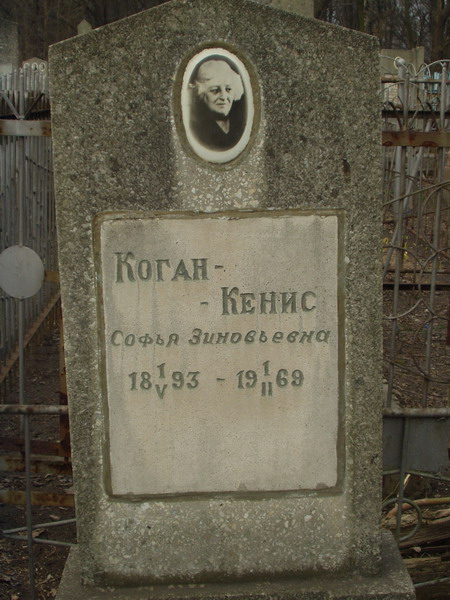 Коган-
- Кенис
Софья Зиновьевна
18 1/V 93 - 19 1/II 69